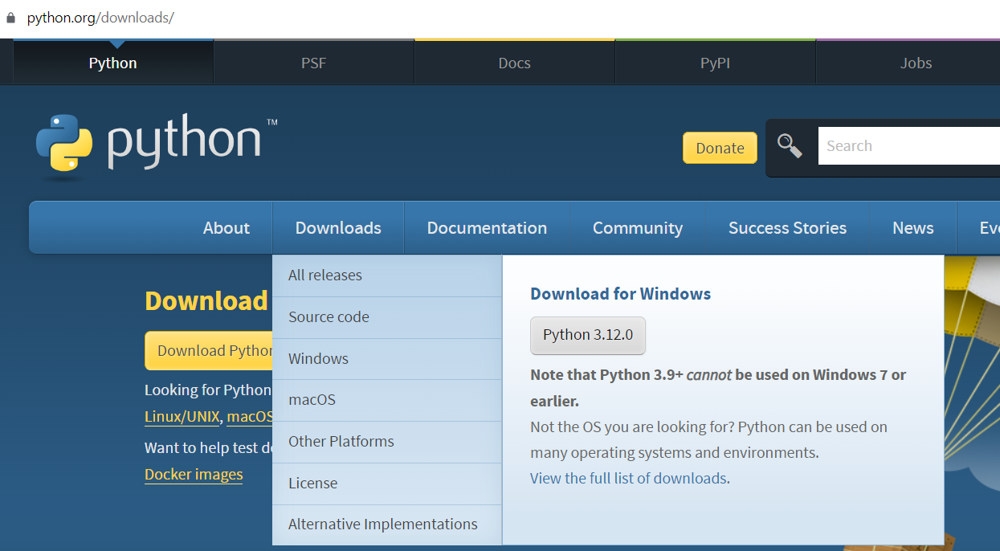 python.org/downloads/
Python PSF Docs PyPI Jobs
python™
Donate
Search
About Downloads Documentation Community Success Stories News
Download
Download Python
Looking for Python
Linux/UNIX, macOS
Want to help test
Docker images
All releases
Source code
Windows
macOS
Other Platforms
License
Alternative Implementations
Download for Windows
Python 3.12.0
Note that Python 3.9+ cannot be used on Windows 7 or
earlier.
Not the OS you are looking for? Python can be used on
many operating systems and environments.
View the full list of downloads.